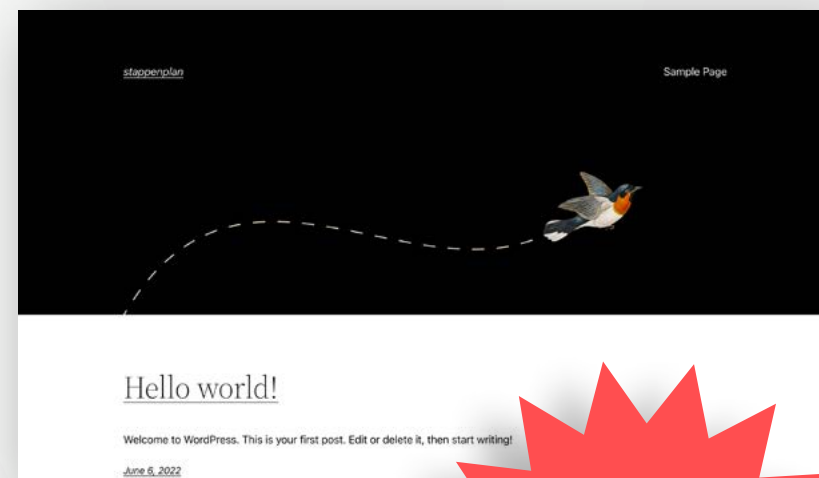 stappenplan
Sample Page
Hello world!
Welcome to WordPress. This is your first post. Edit or delete it, then start writing!
June 6, 2022